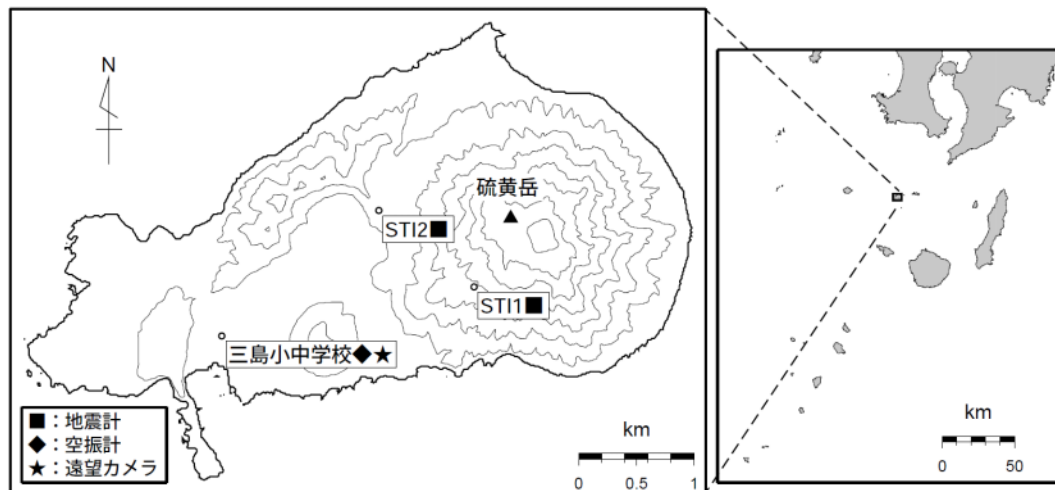 N
硫黄岳
STI2■
STI1■
三島小中学校◆★
■：地震計
◆：空振計
★：遠望カメラ
km
0 0.5 1
km
0 50